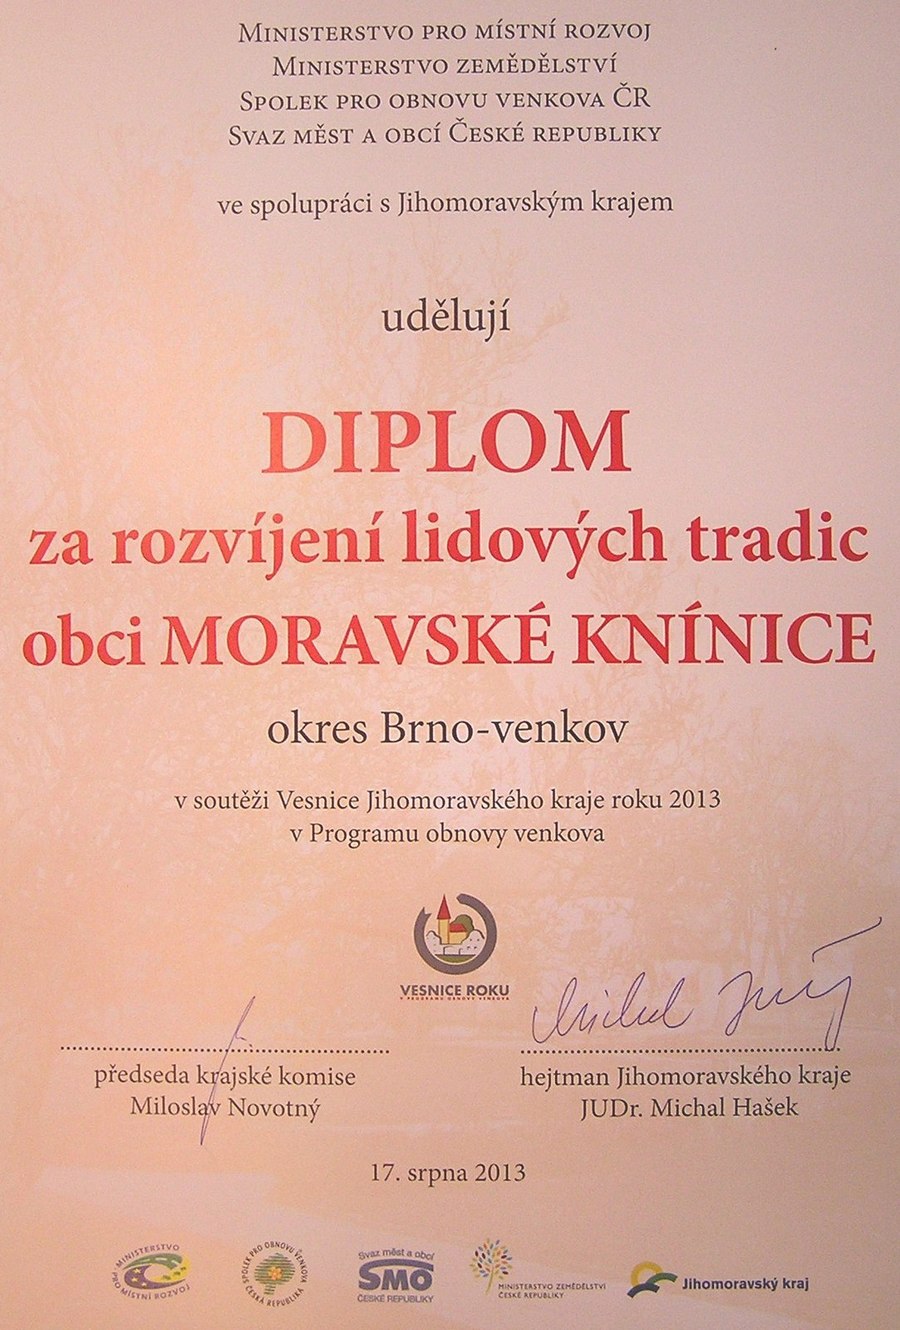 Ministerstvo pro místní rozvoj
Ministerstvo zemědělství
Spolek pro obnovu venkova ČR
Svaz měst a obcí České republiky
ve spolupráci s Jihomoravským krajem
udělují
DIPLOM
za rozvíjení lidových tradic
obci MORAVSKÉ KNÍNICE
okres Brno-venkov
v soutěži Vesnice Jihomoravského kraje roku 2013
v Programu obnovy venkova
VESNICE ROKU
V PROGRAMU OBNOVY VENKOVA
předseda krajské komise
Miloslav Novotný
hejtman Jihomoravského kraje
JUDr. Michal Hašek
17. srpna 2013
MINISTERSTVO
PRO MÍSTNÍ ROZVOJ
SPOLEK PRO OBNOVU VENKOVA
ČESKÁ REPUBLIKA
Svaz měst a obcí
SMO
ČESKÉ REPUBLIKY
MINISTERSTVO ZEMĚDĚLSTVÍ
ČESKÉ REPUBLIKY
Jihomoravský kraj